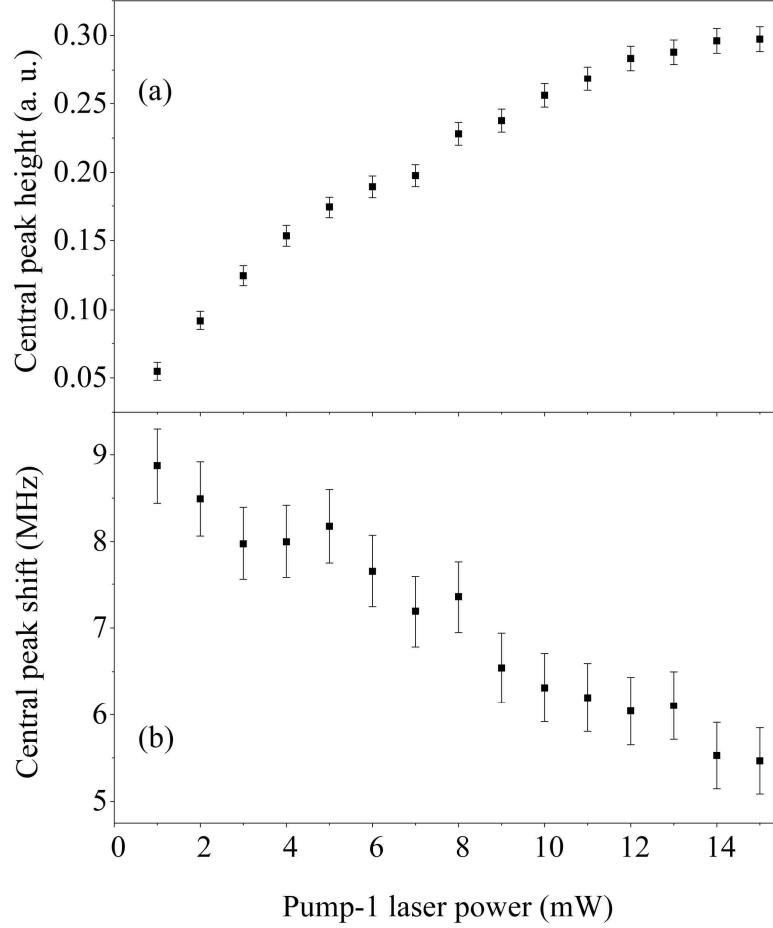 0.30
0.25
0.20
0.15
0.10
0.05
Central peak height (a. u.)
(a)
9
8
7
6
5
Central peak shift (MHz)
(b)
0 2 4 6 8 10 12 14
Pump-1 laser power (mW)